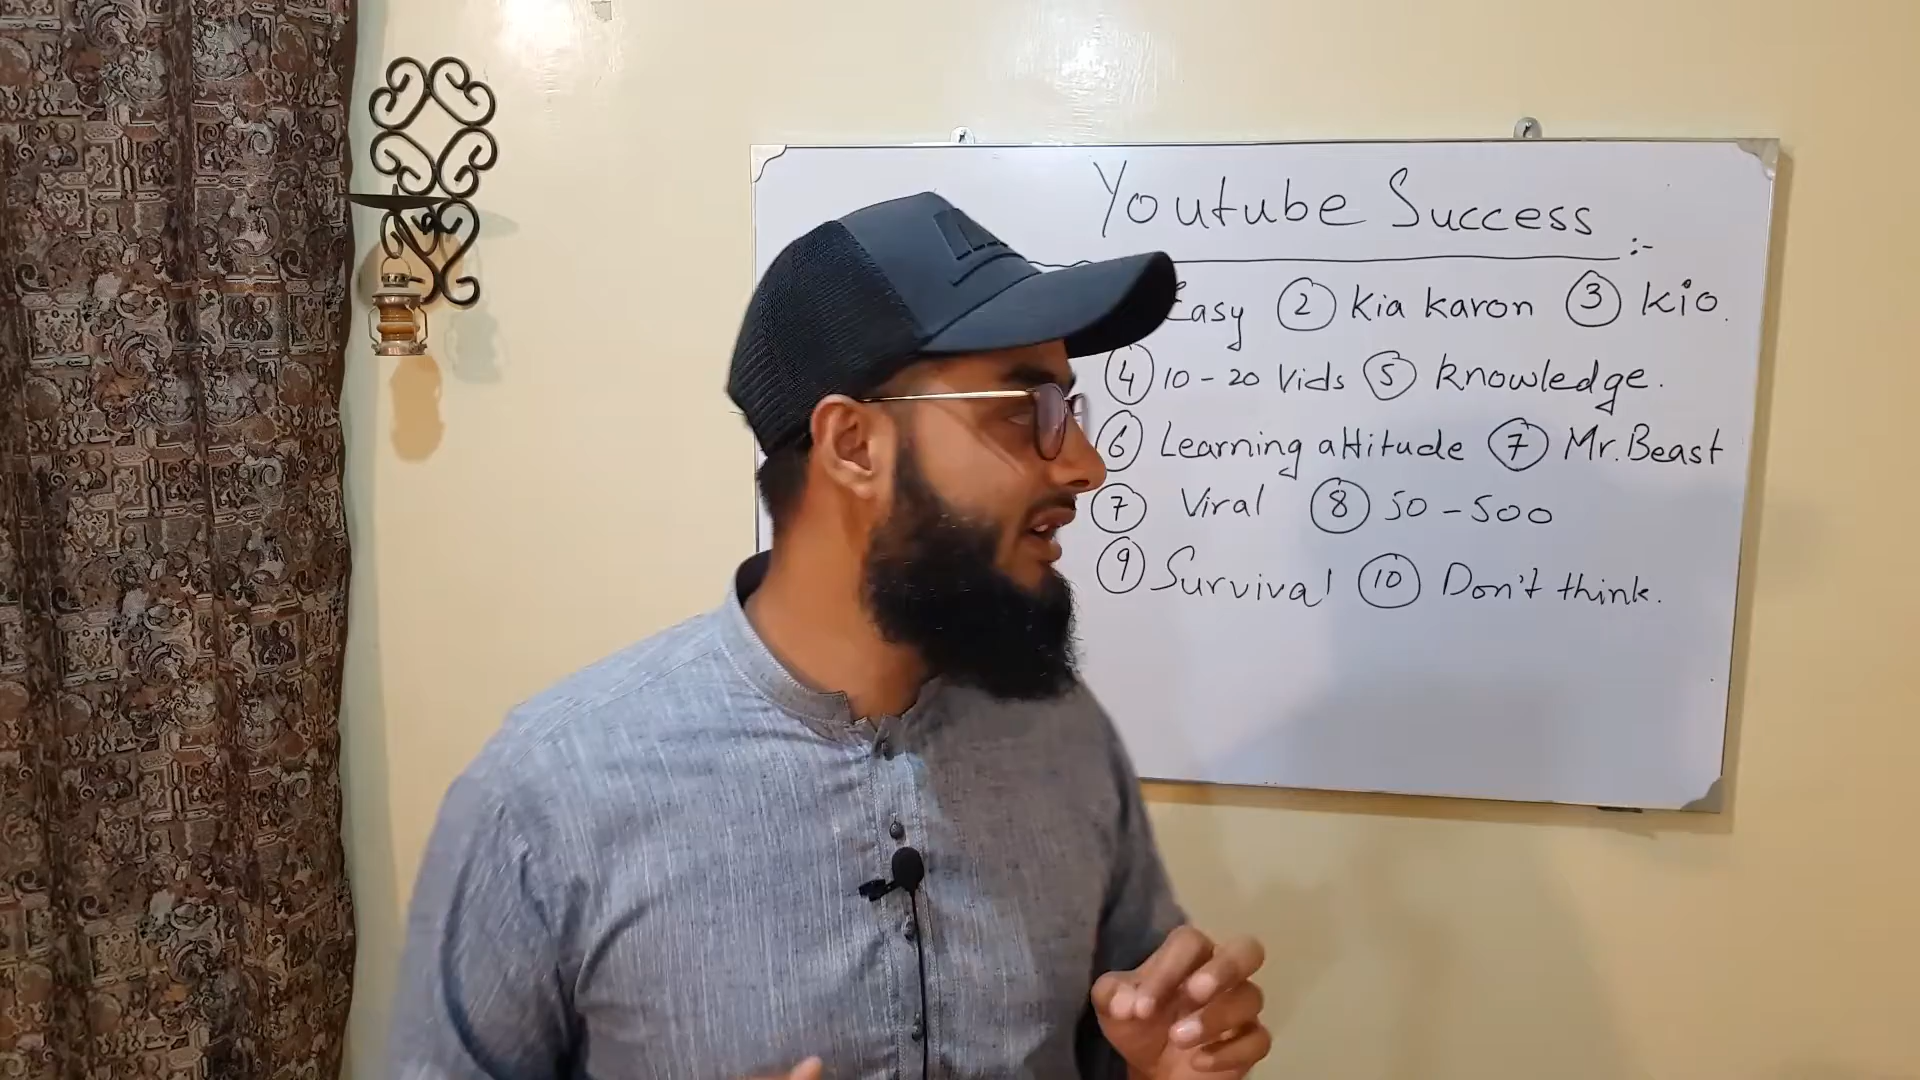 Youtube Success :-
Easy ② Kia karon ③ kio.
④ 10-20 Vids ⑤ knowledge.
⑥ Learning attitude ⑦ Mr. Beast
⑦ Viral ⑧ 50-500
⑨ Survival ⑩ Don't think.